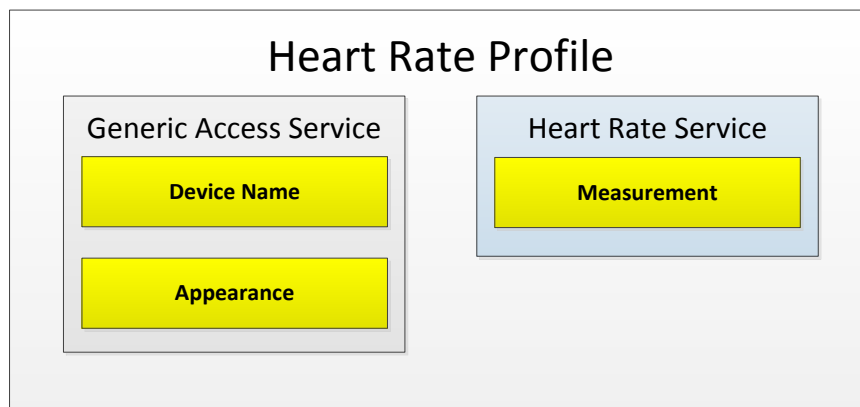 Heart Rate Profile
Generic Access Service
Device Name
Appearance
Heart Rate Service
Measurement